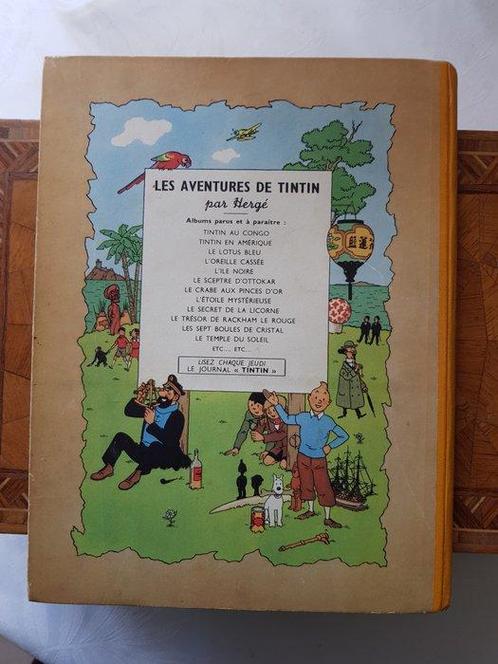 LES AVENTURES DE TINTIN
par Hergé
Albums parus et à paraître :
TINTIN AU CONGO
TINTIN EN AMÉRIQUE
LE LOTUS BLEU
L'OREILLE CASSÉE
L'ILE NOIRE
LE SCEPTRE D'OTTOKAR
LE CRABE AUX PINCES D'OR
L'ÉTOILE MYSTÉRIEUSE
LE SECRET DE LA LICORNE
LE TRÉSOR DE RACKHAM LE ROUGE
LES SEPT BOULES DE CRISTAL
LE TEMPLE DU SOLEIL
ETC... ETC...
LISEZ CHAQUE JEUDI
LE JOURNAL « TINTIN »